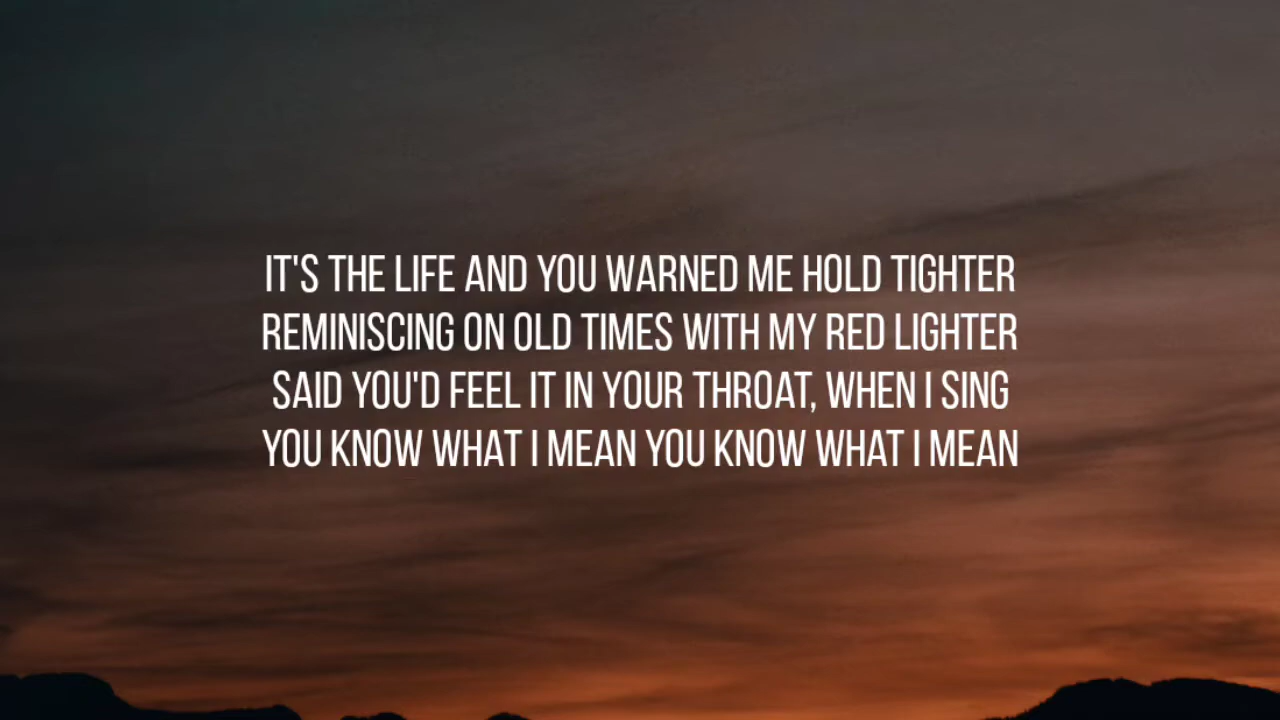 IT'S THE LIFE AND YOU WARNED ME HOLD TIGHTER
REMINISCING ON OLD TIMES WITH MY RED LIGHTER
SAID YOU'D FEEL IT IN YOUR THROAT, WHEN I SING
YOU KNOW WHAT I MEAN YOU KNOW WHAT I MEAN